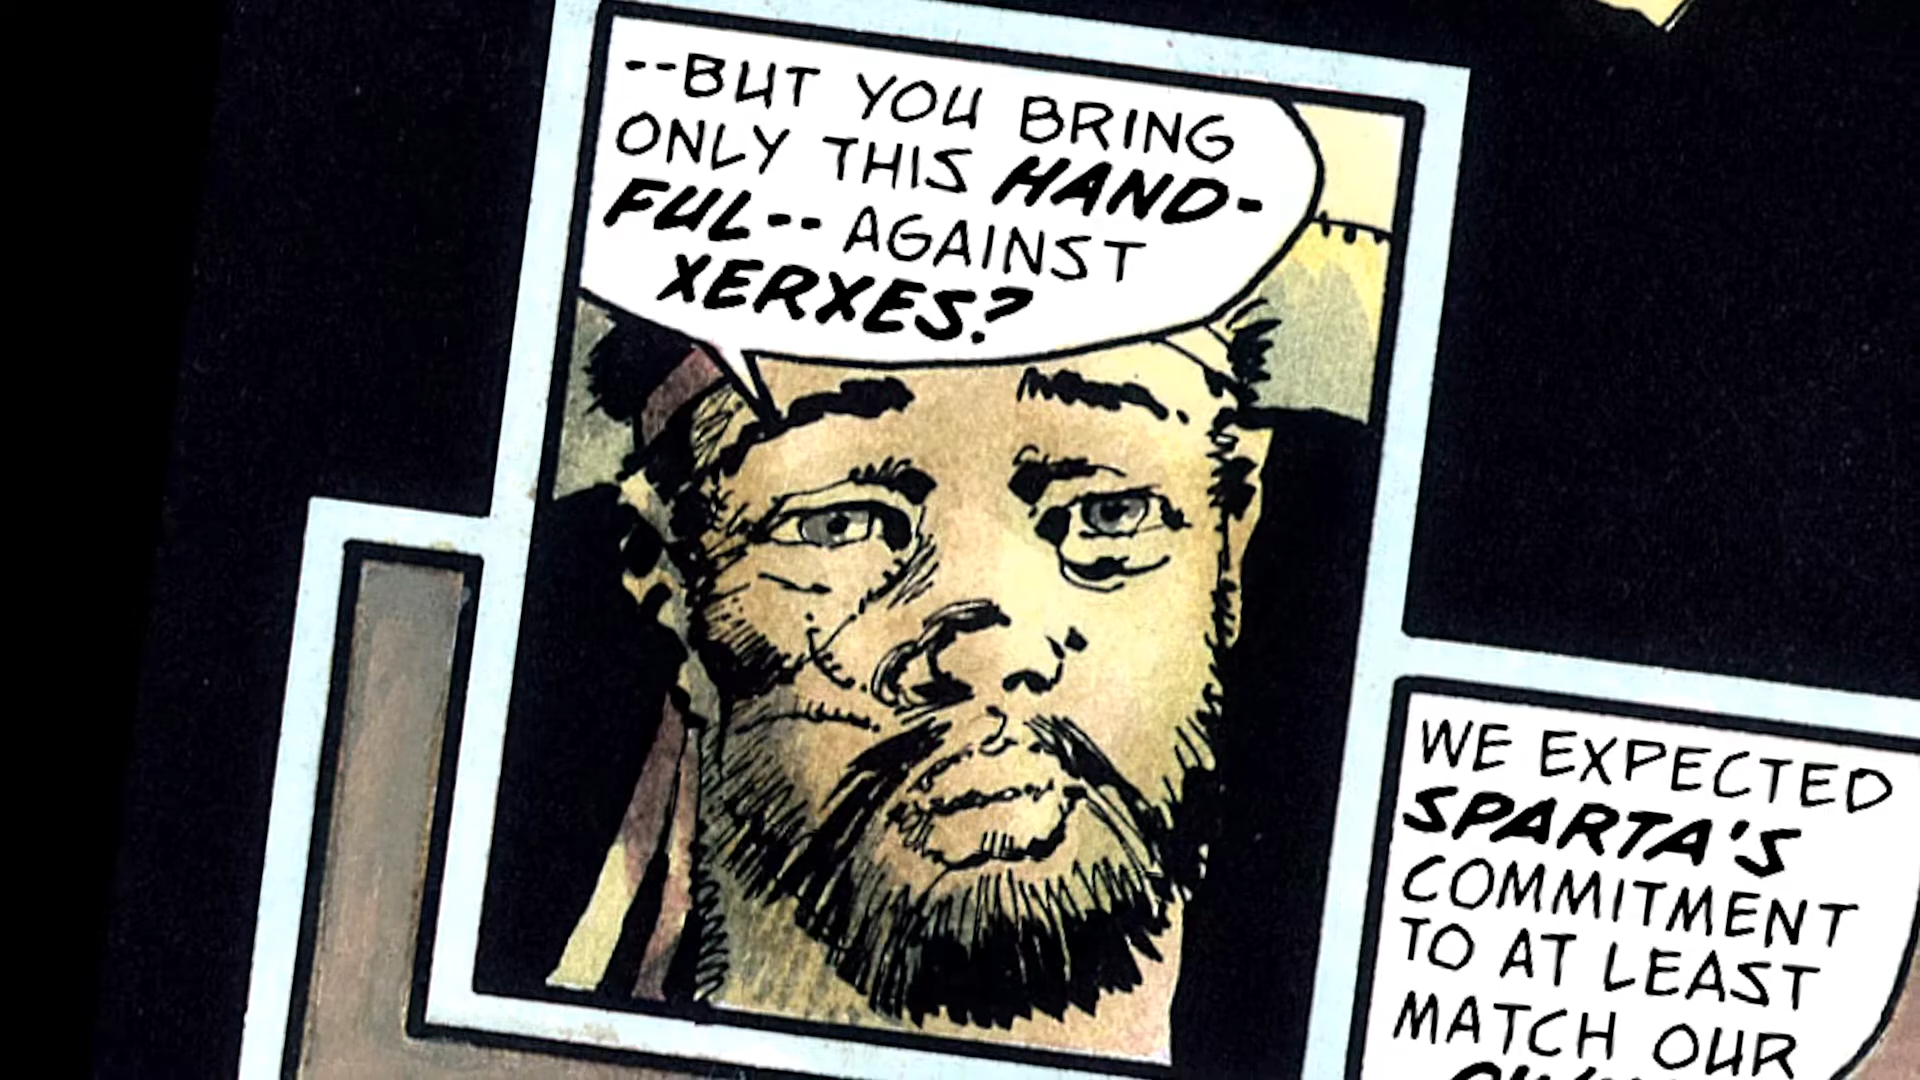 --BUT YOU BRING
ONLY THIS HAND-
FUL-- AGAINST
XERXES?
WE EXPECTED
SPARTA'S
COMMITMENT
TO AT LEAST
MATCH OUR